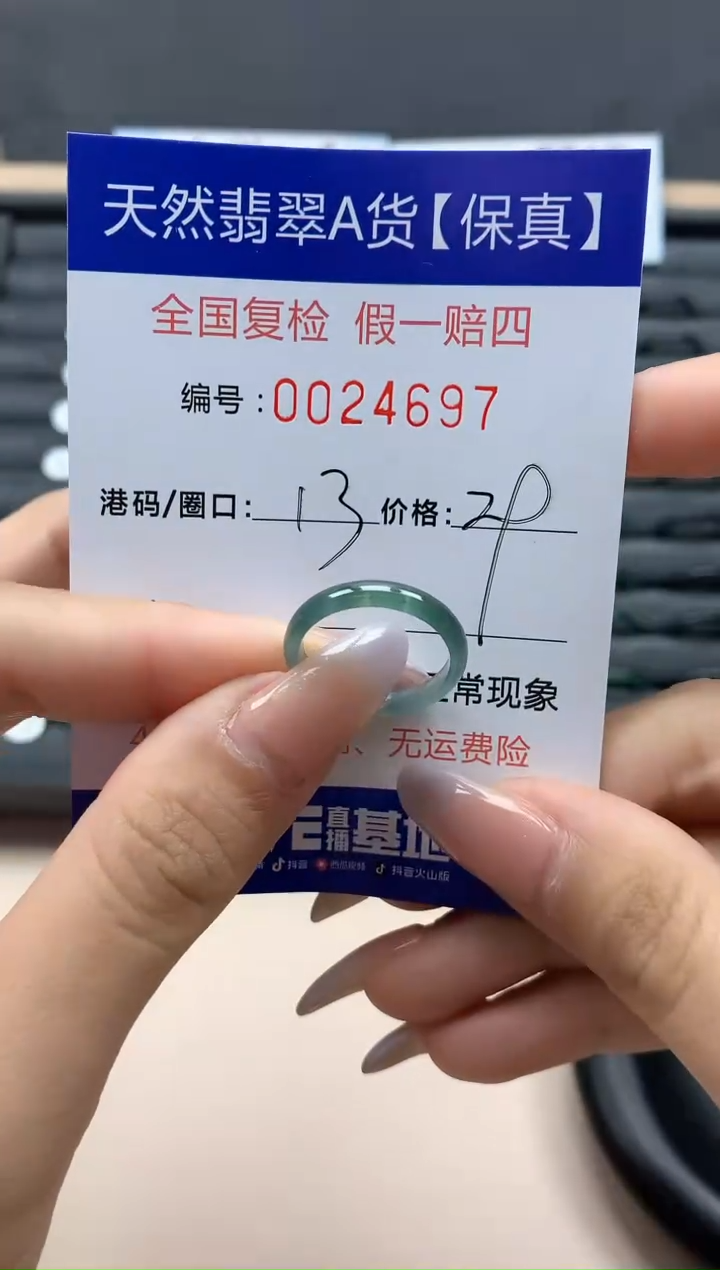 天然翡翠A货【保真】
全国复检 假一赔四
编号:0024697
港码/圈口: 13 价格: 29
常现象
、无运费险
E直播基地
抖音 西瓜视频 抖音火山版